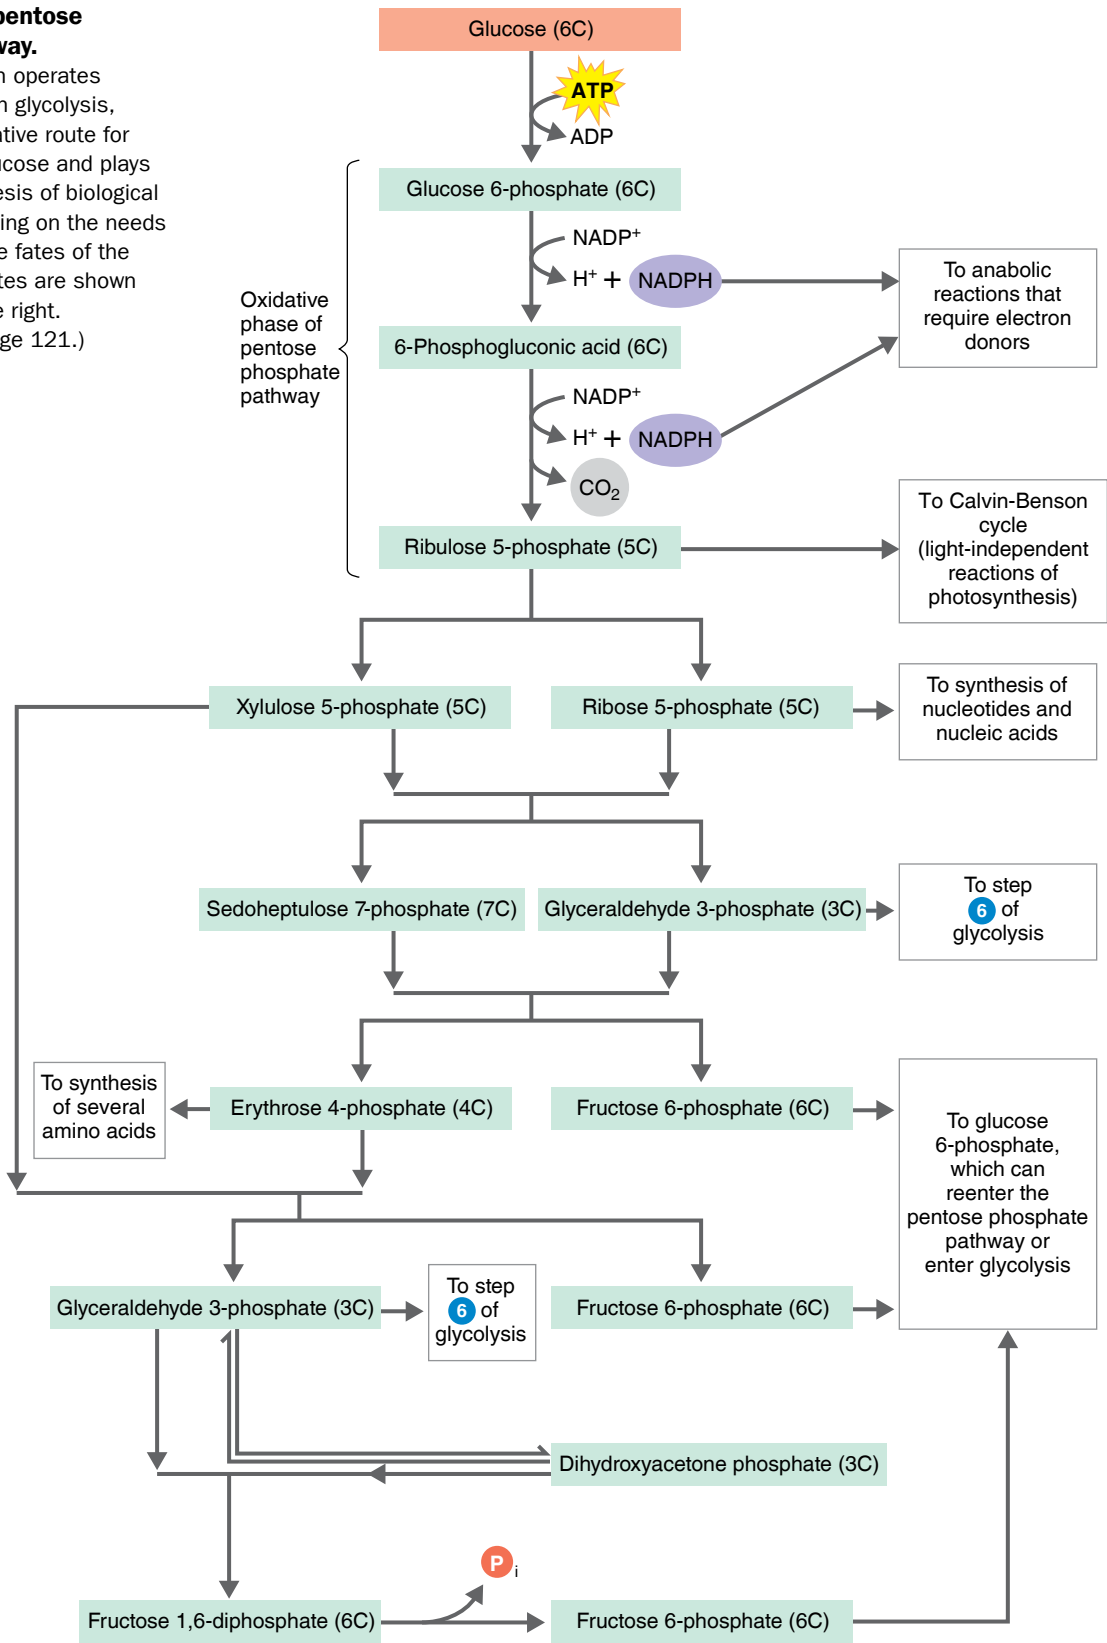 pentose
way.
n operates
h glycolysis,
ative route for
ucose and plays
esis of biological
ing on the needs
e fates of the
tes are shown
e right.
ge 121.)
Glucose (6C)
ATP
ADP
Glucose 6-phosphate (6C)
NADP+
H+ + NADPH
To anabolic
reactions that
require electron
donors
Oxidative
phase of
pentose
phosphate
pathway
6-Phosphogluconic acid (6C)
NADP+
H+ + NADPH
CO2
Ribulose 5-phosphate (5C)
To Calvin-Benson
cycle
(light-independent
reactions of
photosynthesis)
Xylulose 5-phosphate (5C)
Ribose 5-phosphate (5C)
To synthesis of
nucleotides and
nucleic acids
Sedoheptulose 7-phosphate (7C)
Glyceraldehyde 3-phosphate (3C)
To step
6 of
glycolysis
To synthesis
of several
amino acids
Erythrose 4-phosphate (4C)
Fructose 6-phosphate (6C)
To glucose
6-phosphate,
which can
reenter the
pentose phosphate
pathway or
enter glycolysis
Glyceraldehyde 3-phosphate (3C)
To step
6 of
glycolysis
Fructose 6-phosphate (6C)
Dihydroxyacetone phosphate (3C)
P i
Fructose 1,6-diphosphate (6C)
Fructose 6-phosphate (6C)